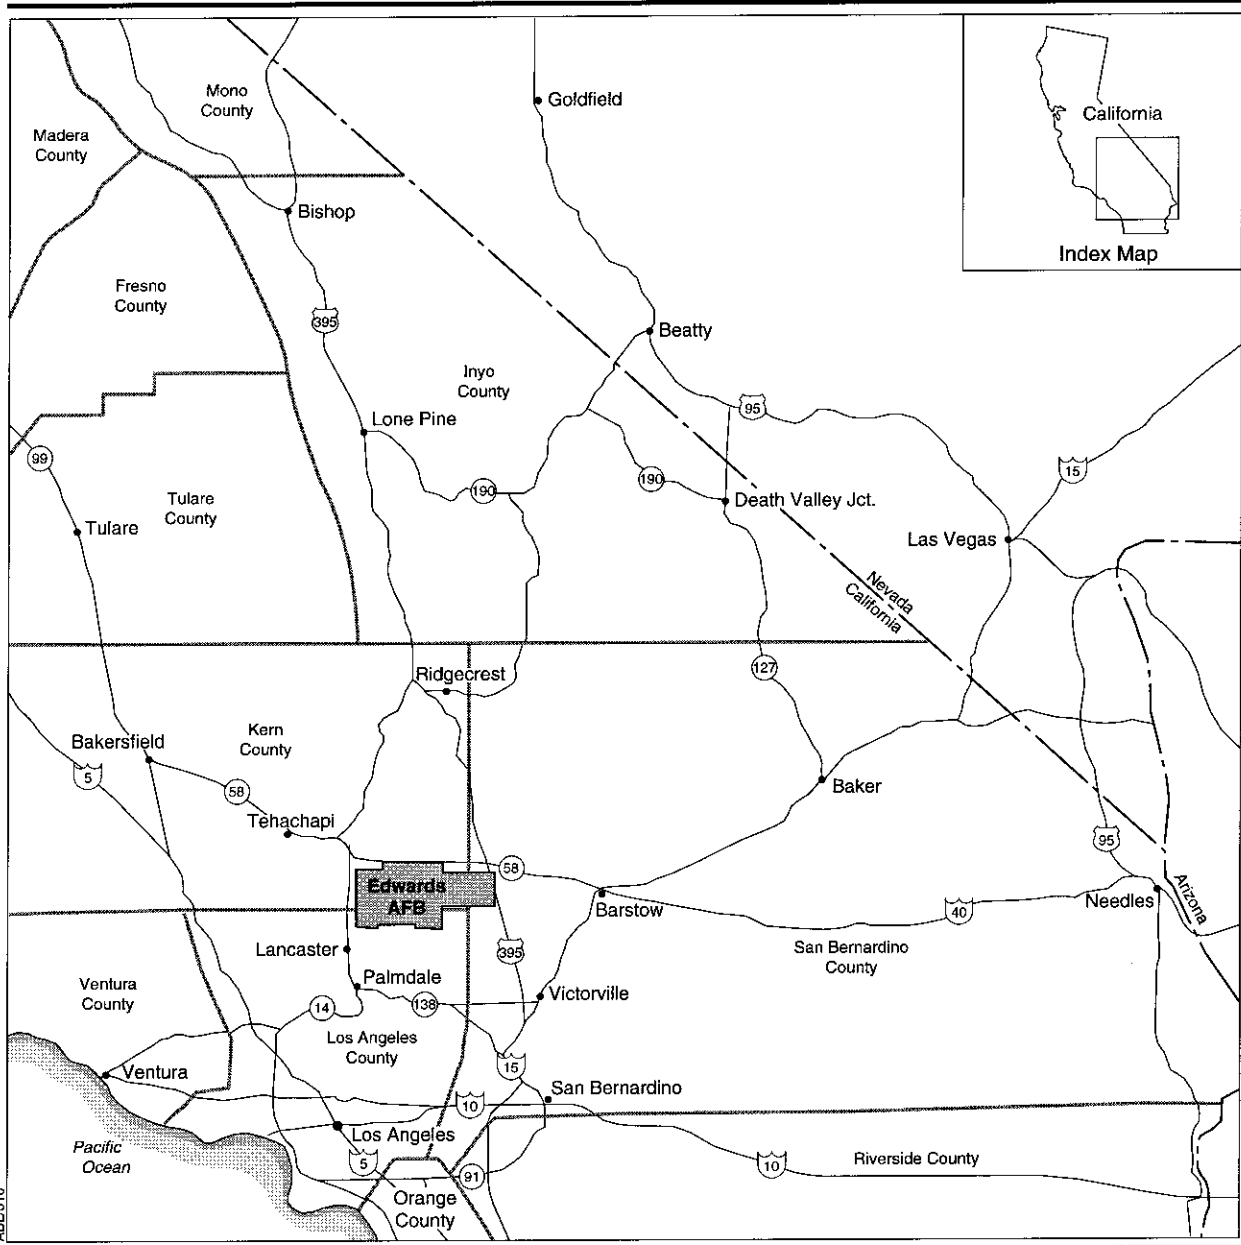 Mono
County
Madera
County
Goldfield
California
Index Map
Bishop
Fresno
County
395
Beatty
Inyo
County
Lone Pine
95
99
190
190
15
Tulare
County
Death Valley Jct.
Tulare
Las Vegas
Nevada
California
127
Ridgecrest
Kern
County
Bakersfield
5
58
Baker
Tehachapi
95
58
Edwards
AFB
Barstow
40
Needles
Arizona
Lancaster
395
San Bernardino
County
Palmdale
Ventura
County
14
138
Victorville
Los Angeles
County
15
Ventura
San Bernardino
10
Los Angeles
Pacific
Ocean
5
91
10
Riverside County
Orange
County